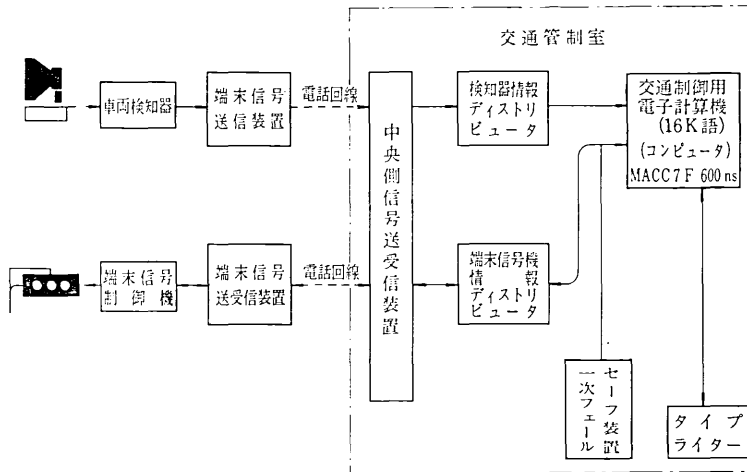 交通管制室
車両検知器
端末信号
送信装置
電話回線
中央側信号送受信装置
検知器情報
ディストリ
ビュータ
交通制御用
電子計算機
(16K語)
(コンピュータ)
MACC7F 600ns
端末信号
制御機
端末信号
送受信装置
電話回線
端末信号機
情報
ディストリ
ビュータ
一次フェール
セーフ装置
タイプ
ライター